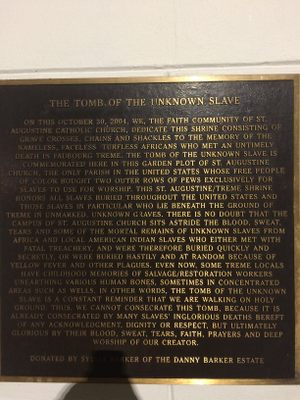 THE TOMB OF THE UNKNOWN SLAVE
ON THIS OCTOBER 30, 2004, WE, THE FAITH COMMUNITY OF ST.
AUGUSTINE CATHOLIC CHURCH, DEDICATE THIS SHRINE CONSISTING OF
GRAVE CROSSES, CHAINS AND SHACKLES TO THE MEMORY OF THE
NAMELESS, FACELESS, TURFLESS AFRICANS WHO MET AN UNTIMELY
DEATH IN FAUBOURG TREME. THE TOMB OF THE UNKNOWN SLAVE IS
COMMEMORATED HERE IN THIS GARDEN PLOT OF ST. AUGUSTINE
CHURCH, THE ONLY PARISH IN THE UNITED STATES WHOSE FREE PEOPLE
OF COLOR BOUGHT TWO OUTER ROWS OF PEWS EXCLUSIVELY FOR
SLAVES TO USE FOR WORSHIP. THIS ST. AUGUSTINE/TREME SHRINE
HONORS ALL SLAVES BURIED THROUGHOUT THE UNITED STATES AND
THOSE SLAVES IN PARTICULAR WHO LIE BENEATH THE GROUND OF
TREME IN UNMARKED, UNKNOWN GRAVES. THERE IS NO DOUBT THAT THE
CAMPUS OF ST. AUGUSTINE CHURCH SITS ASTRIDE THE BLOOD, SWEAT,
TEARS AND SOME OF THE MORTAL REMAINS OF UNKNOWN SLAVES FROM
AFRICA AND LOCAL AMERICAN INDIAN SLAVES WHO EITHER MET WITH
FATAL TREACHERY, AND WERE THEREFORE BURIED QUICKLY AND
SECRETLY, OR WERE BURIED HASTILY AND AT RANDOM BECAUSE OF
YELLOW FEVER AND OTHER PLAGUES. EVEN NOW, SOME TREME LOCALS
HAVE CHILDHOOD MEMORIES OF SALVAGE/RESTORATION WORKERS
UNEARTHING VARIOUS HUMAN BONES, SOMETIMES IN CONCENTRATED
AREAS SUCH AS WELLS. IN OTHER WORDS, THE TOMB OF THE UNKNOWN
SLAVE IS A CONSTANT REMINDER THAT WE ARE WALKING ON HOLY
GROUND. THUS, WE CANNOT CONSECRATE THIS TOMB, BECAUSE IT IS
ALREADY CONSECRATED BY MANY SLAVES' INGLORIOUS DEATHS BEREFT
OF ANY ACKNOWLEDGMENT, DIGNITY OR RESPECT, BUT ULTIMATELY
GLORIOUS BY THEIR BLOOD, SWEAT, TEARS, FAITH, PRAYERS AND DEEP
WORSHIP OF OUR CREATOR.
DONATED BY SYLVIA BARKER OF THE DANNY BARKER ESTATE